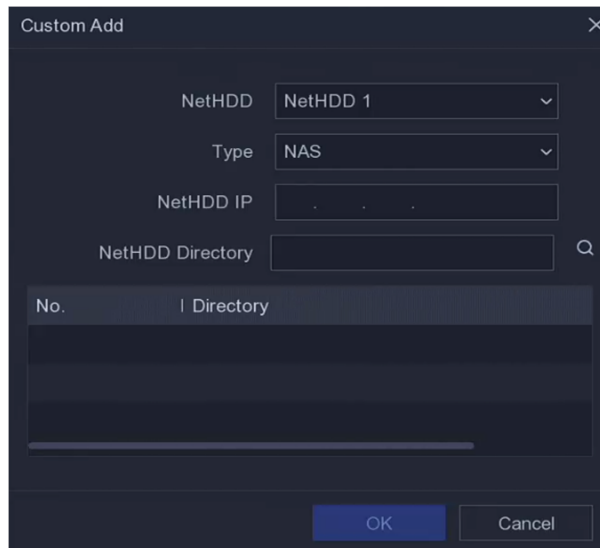 Custom Add
NetHDD NetHDD 1
Type NAS
NetHDD IP . . .
NetHDD Directory
No. Directory
OK Cancel